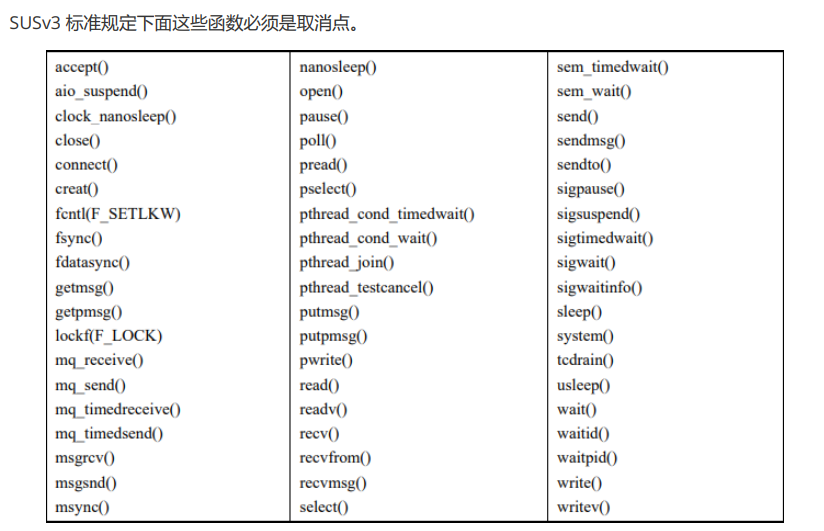 SUSv3 标准规定下面这些函数必须是取消点。
accept()
aio_suspend()
clock_nanosleep()
close()
connect()
creat()
fcntl(F_SETLKW)
fsync()
fdatasync()
getmsg()
getpmsg()
lockf(F_LOCK)
mq_receive()
mq_send()
mq_timedreceive()
mq_timedsend()
msgrcv()
msgsnd()
msync()
nanosleep()
open()
pause()
poll()
pread()
pselect()
pthread_cond_timedwait()
pthread_cond_wait()
pthread_join()
pthread_testcancel()
putmsg()
putpmsg()
pwrite()
read()
readv()
recv()
recvfrom()
recvmsg()
select()
sem_timedwait()
sem_wait()
send()
sendmsg()
sendto()
sigpause()
sigsuspend()
sigtimedwait()
sigwait()
sigwaitinfo()
sleep()
system()
tcdrain()
usleep()
wait()
waitid()
waitpid()
write()
writev()